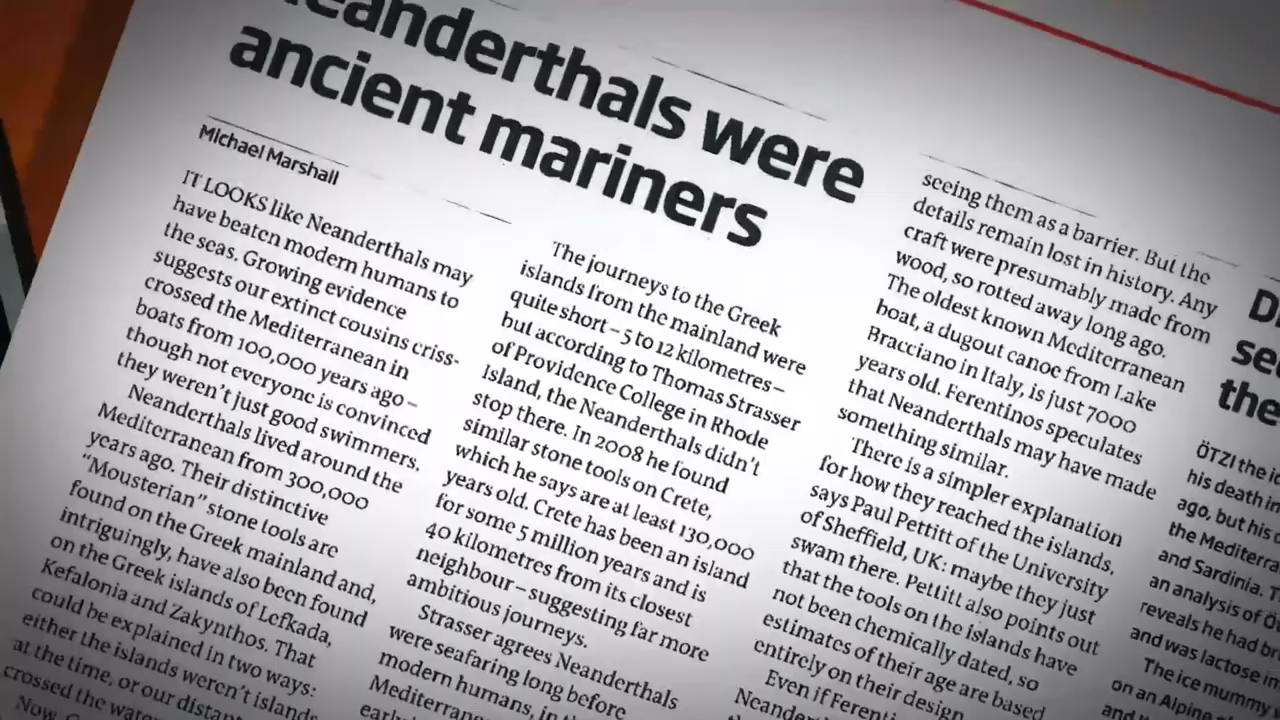 Neanderthals were
ancient mariners
Michael Marshall
IT LOOKS like Neanderthals may
have beaten modern humans to
the seas. Growing evidence
suggests our extinct cousins criss-
crossed the Mediterranean in
boats from 100,000 years ago –
though not everyone is convinced
they weren't just good swimmers.
Neanderthals lived around the
Mediterranean from 300,000
years ago. Their distinctive
"Mousterian" stone tools are
found on the Greek mainland and,
intriguingly, have also been found
on the Greek islands of Lefkada,
Kefalonia and Zakynthos. That
could be explained in two ways:
either the islands weren't islands
at the time, or our distant
crossed the water
Now
The journeys to the Greek
islands from the mainland were
quite short – 5 to 12 kilometres –
but according to Thomas Strasser
of Providence College in Rhode
Island, the Neanderthals didn't
stop there. In 2008 he found
similar stone tools on Crete,
which he says are at least 130,000
years old. Crete has been an island
for some 5 million years and is
40 kilometres from its closest
neighbour – suggesting far more
ambitious journeys.
Strasser agrees Neanderthals
were seafaring long before
modern humans, in th
Mediterran
early
seeing them as a barrier. But the
details remain lost in history. Any
craft were presumably made from
wood, so rotted away long ago.
The oldest known Mediterranean
boat, a dugout canoe from Lake
Bracciano in Italy, is just 7000
years old. Ferentinos speculates
that Neanderthals may have made
something similar.
There is a simpler explanation
for how they reached the islands,
says Paul Pettitt of the University
of Sheffield, UK: maybe they just
swam there. Pettitt also points out
that the tools on the islands have
not been chemically dated, so
estimates of their age are based
entirely on their design.
Even if Ferenti
Neandert
D
se
the
ÖTZI the ic
his death in
ago, but his
the Mediterra
and Sardinia. T
an analysis of Ö
reveals he had br
and was lactose in
The ice mummy
on an Alpine
and